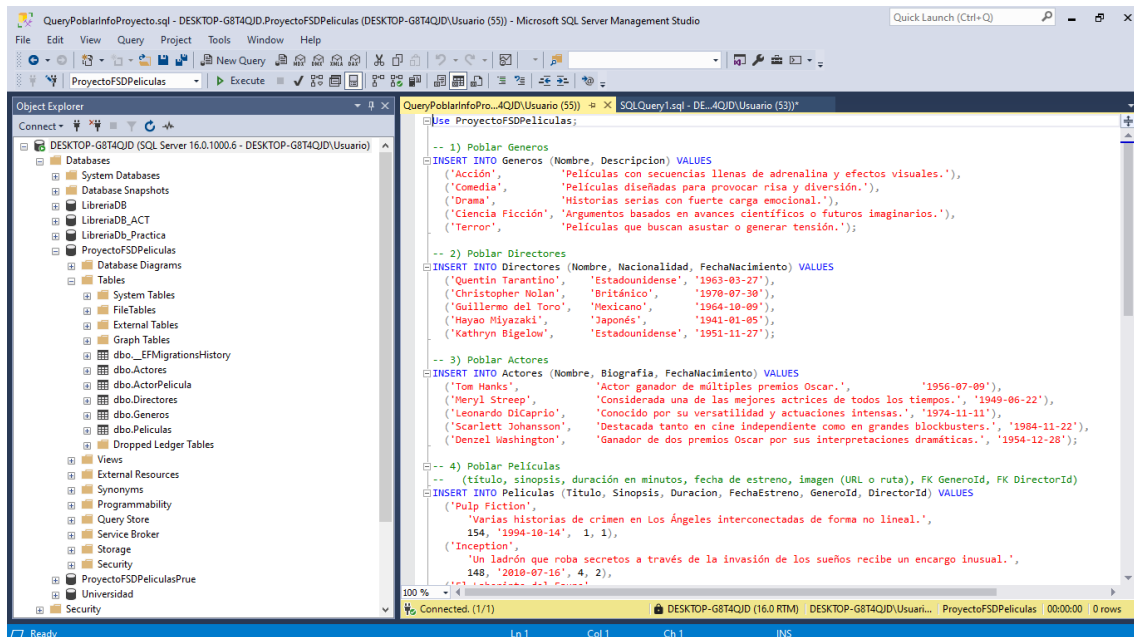 QueryPoblarInfoProyecto.sql - DESKTOP-G8T4QJD.ProyectoFSDPeliculas (DESKTOP-G8T4QJD\Usuario (55)) - Microsoft SQL Server Management Studio
Quick Launch (Ctrl+Q)
File Edit View Query Project Tools Window Help
New Query
ProyectoFSDPeliculas Execute
Object Explorer
Connect
DESKTOP-G8T4QJD (SQL Server 16.0.1000.6 - DESKTOP-G8T4QJD\Usuario)
Databases
System Databases
Database Snapshots
LibreriaDB
LibreriaDB_ACT
LibreriaDb_Practica
ProyectoFSDPeliculas
Database Diagrams
Tables
System Tables
FileTables
External Tables
Graph Tables
dbo.__EFMigrationsHistory
dbo.Actores
dbo.ActorPelicula
dbo.Directores
dbo.Generos
dbo.Peliculas
Dropped Ledger Tables
Views
External Resources
Synonyms
Programmability
Query Store
Service Broker
Storage
Security
ProyectoFSDPeliculasPrue
Universidad
Security
QueryPoblarInfoPro...4QJD\Usuario (55)) SQLQuery1.sql - DE...4QJD\Usuario (53))*
Use ProyectoFSDPeliculas;
-- 1) Poblar Generos
INSERT INTO Generos (Nombre, Descripcion) VALUES
('Acción', 'Películas con secuencias llenas de adrenalina y efectos visuales.'),
('Comedia', 'Películas diseñadas para provocar risa y diversión.'),
('Drama', 'Historias serias con fuerte carga emocional.'),
('Ciencia Ficción', 'Argumentos basados en avances científicos o futuros imaginarios.'),
('Terror', 'Películas que buscan asustar o generar tensión.');
-- 2) Poblar Directores
INSERT INTO Directores (Nombre, Nacionalidad, FechaNacimiento) VALUES
('Quentin Tarantino', 'Estadounidense', '1963-03-27'),
('Christopher Nolan', 'Británico', '1970-07-30'),
('Guillermo del Toro', 'Mexicano', '1964-10-09'),
('Hayao Miyazaki', 'Japonés', '1941-01-05'),
('Kathryn Bigelow', 'Estadounidense', '1951-11-27');
-- 3) Poblar Actores
INSERT INTO Actores (Nombre, Biografia, FechaNacimiento) VALUES
('Tom Hanks', 'Actor ganador de múltiples premios Oscar.', '1956-07-09'),
('Meryl Streep', 'Considerada una de las mejores actrices de todos los tiempos.', '1949-06-22'),
('Leonardo DiCaprio', 'Conocido por su versatilidad y actuaciones intensas.', '1974-11-11'),
('Scarlett Johansson', 'Destacada tanto en cine independiente como en grandes blockbusters.', '1984-11-22'),
('Denzel Washington', 'Ganador de dos premios Oscar por sus interpretaciones dramáticas.', '1954-12-28');
-- 4) Poblar Películas
-- (título, sinopsis, duración en minutos, fecha de estreno, imagen (URL o ruta), FK GeneroId, FK DirectorId)
INSERT INTO Peliculas (Titulo, Sinopsis, Duracion, FechaEstreno, GeneroId, DirectorId) VALUES
('Pulp Fiction',
'Varias historias de crimen en Los Ángeles interconectadas de forma no lineal.',
154, '1994-10-14', 1, 1),
('Inception',
'Un ladrón que roba secretos a través de la invasión de los sueños recibe un encargo inusual.',
148, '2010-07-16', 4, 2),
100 %
Connected. (1/1) DESKTOP-G8T4QJD (16.0 RTM) DESKTOP-G8T4QJD\Usuari... ProyectoFSDPeliculas 00:00:00 0 rows
Ready Ln 1 Col 1 Ch 1 INS